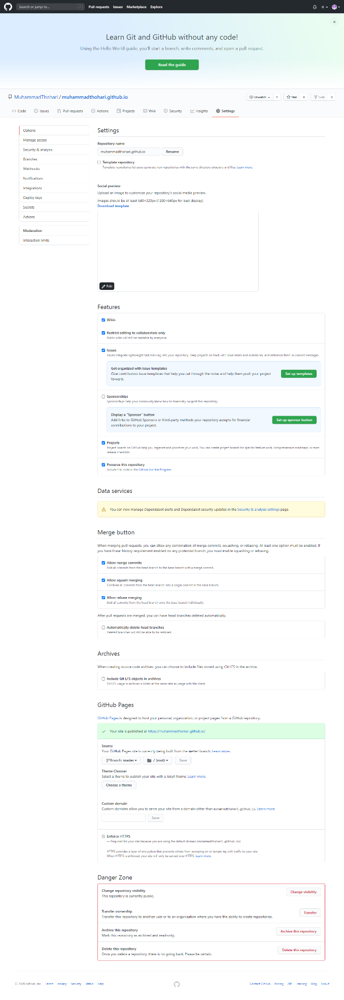 Search or jump to... /
Pull requests Issues Marketplace Explore
Learn Git and GitHub without any code!
Using the Hello World guide, you'll start a branch, write comments, and open a pull request.
Read the guide
MuhammadThohari / muhammadthohari.github.io
Unwatch 1 Star 0 Fork 0
Code Issues Pull requests Actions Projects Wiki Security Insights Settings
Options
Manage access
Security & analysis
Branches
Webhooks
Notifications
Integrations
Deploy keys
Secrets
Actions
Moderation
Interaction limits
Settings
Repository name
muhammadthohari.github.io Rename
Template repository
Template repositories let users generate new repositories with the same directory structure and files. Learn more.
Social preview
Upload an image to customize your repository's social media preview.
Images should be at least 640×320px (1280×640px for best display).
Download template
Edit
Features
Wikis
Restrict editing to collaborators only
Public wikis will still be readable by everyone.
Issues
Issues integrate lightweight task tracking into your repository. Keep projects on track with issue labels and milestones, and reference them in commit messages.
Get organized with issue templates
Give contributors issue templates that help you cut through the noise and help them push your project
forward.
Set up templates
Sponsorships
Sponsorships help your community know how to financially support this repository.
Display a "Sponsor" button
Add links to GitHub Sponsors or third-party methods your repository accepts for financial
contributions to your project.
Set up sponsor button
Projects
Project boards on GitHub help you organize and prioritize your work. You can create project boards for specific feature work, comprehensive roadmaps, or even
release checklists.
Preserve this repository
Include this code in the GitHub Archive Program.
Data services
You can now manage Dependabot alerts and Dependabot security updates in the Security & analysis settings page.
Merge button
When merging pull requests, you can allow any combination of merge commits, squashing, or rebasing. At least one option must be enabled. If
you have linear history requirement enabled on any protected branch, you must enable squashing or rebasing.
Allow merge commits
Add all commits from the head branch to the base branch with a merge commit.
Allow squash merging
Combine all commits from the head branch into a single commit in the base branch.
Allow rebase merging
Add all commits from the head branch onto the base branch individually.
After pull requests are merged, you can have head branches deleted automatically.
Automatically delete head branches
Deleted branches will still be able to be restored.
Archives
When creating source code archives, you can choose to include files stored using Git LFS in the archive.
Include Git LFS objects in archives
Git LFS usage in archives is billed at the same rate as usage with the client.
GitHub Pages
GitHub Pages is designed to host your personal, organization, or project pages from a GitHub repository.
Your site is published at https://muhammadthohari.github.io/
Source
Your GitHub Pages site is currently being built from the master branch. Learn more.
Branch: master / (root) Save
Theme Chooser
Select a theme to publish your site with a Jekyll theme. Learn more.
Choose a theme
Custom domain
Custom domains allow you to serve your site from a domain other than muhammadthohari.github.io. Learn more.
Save
Enforce HTTPS
— Required for your site because you are using the default domain (muhammadthohari.github.io)
HTTPS provides a layer of encryption that prevents others from snooping on or tampering with traffic to your site.
When HTTPS is enforced, your site will only be served over HTTPS. Learn more.
Danger Zone
Change repository visibility
This repository is currently public.
Change visibility
Transfer ownership
Transfer this repository to another user or to an organization where you have the ability to create repositories.
Transfer
Archive this repository
Mark this repository as archived and read-only.
Archive this repository
Delete this repository
Once you delete a repository, there is no going back. Please be certain.
Delete this repository
© 2020 GitHub, Inc. Terms Privacy Security Status Help
Contact GitHub Pricing API Training Blog About